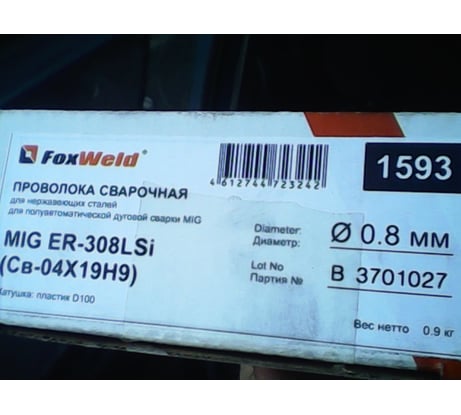 FoxWeld®
4 612744 723242
1593
ПРОВОЛОКА СВАРОЧНАЯ
для нержавеющих сталей
для полуавтоматической дуговой сварки MIG
MIG ER-308LSi
(Св-04Х19Н9)
Катушка: пластик D100
Diameter:
Диаметр:
Ø 0.8 мм
Lot No
Партия №
B 3701027
Вес нетто 0.9 кг